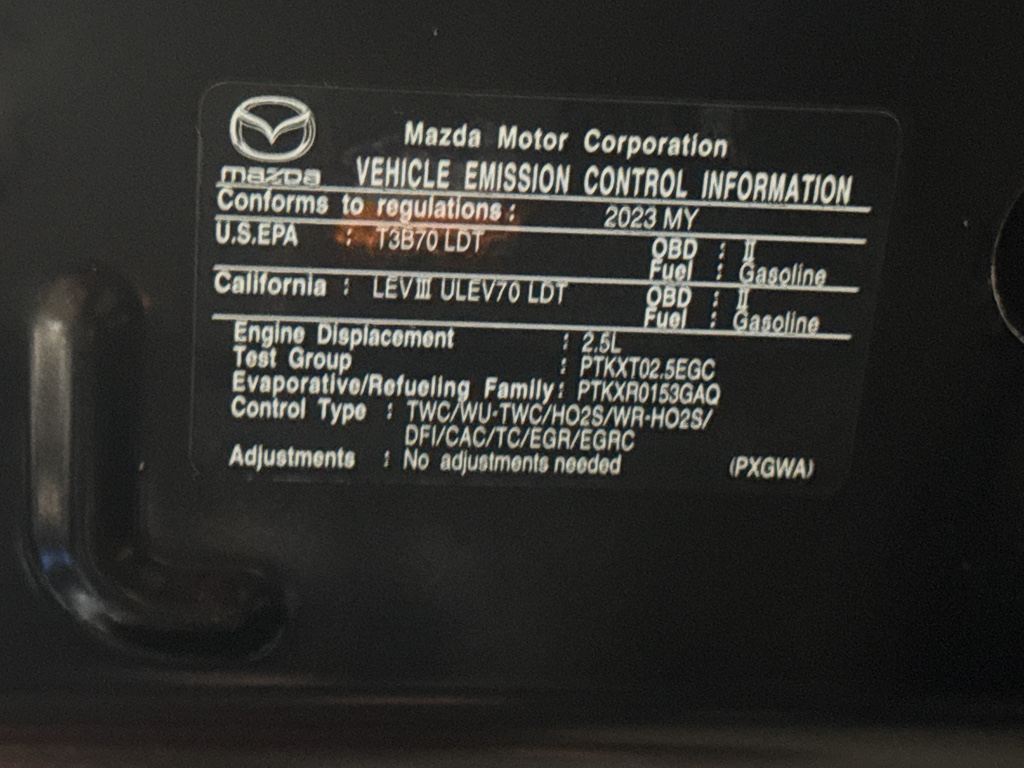 Mazda Motor Corporation
mazda
VEHICLE EMISSION CONTROL INFORMATION
Conforms to regulations : 2023 MY
U.S.EPA : T3B70 LDT OBD : II
Fuel : Gasoline
California : LEVIII ULEV70 LDT OBD : II
Fuel : Gasoline
Engine Displacement : 2.5L
Test Group : PTKXT02.5EGC
Evaporative/Refueling Family : PTKXR0153GAQ
Control Type : TWC/WU-TWC/HO2S/WR-HO2S/
DFI/CAC/TC/EGR/EGRC
Adjustments : No adjustments needed (PXGWA)